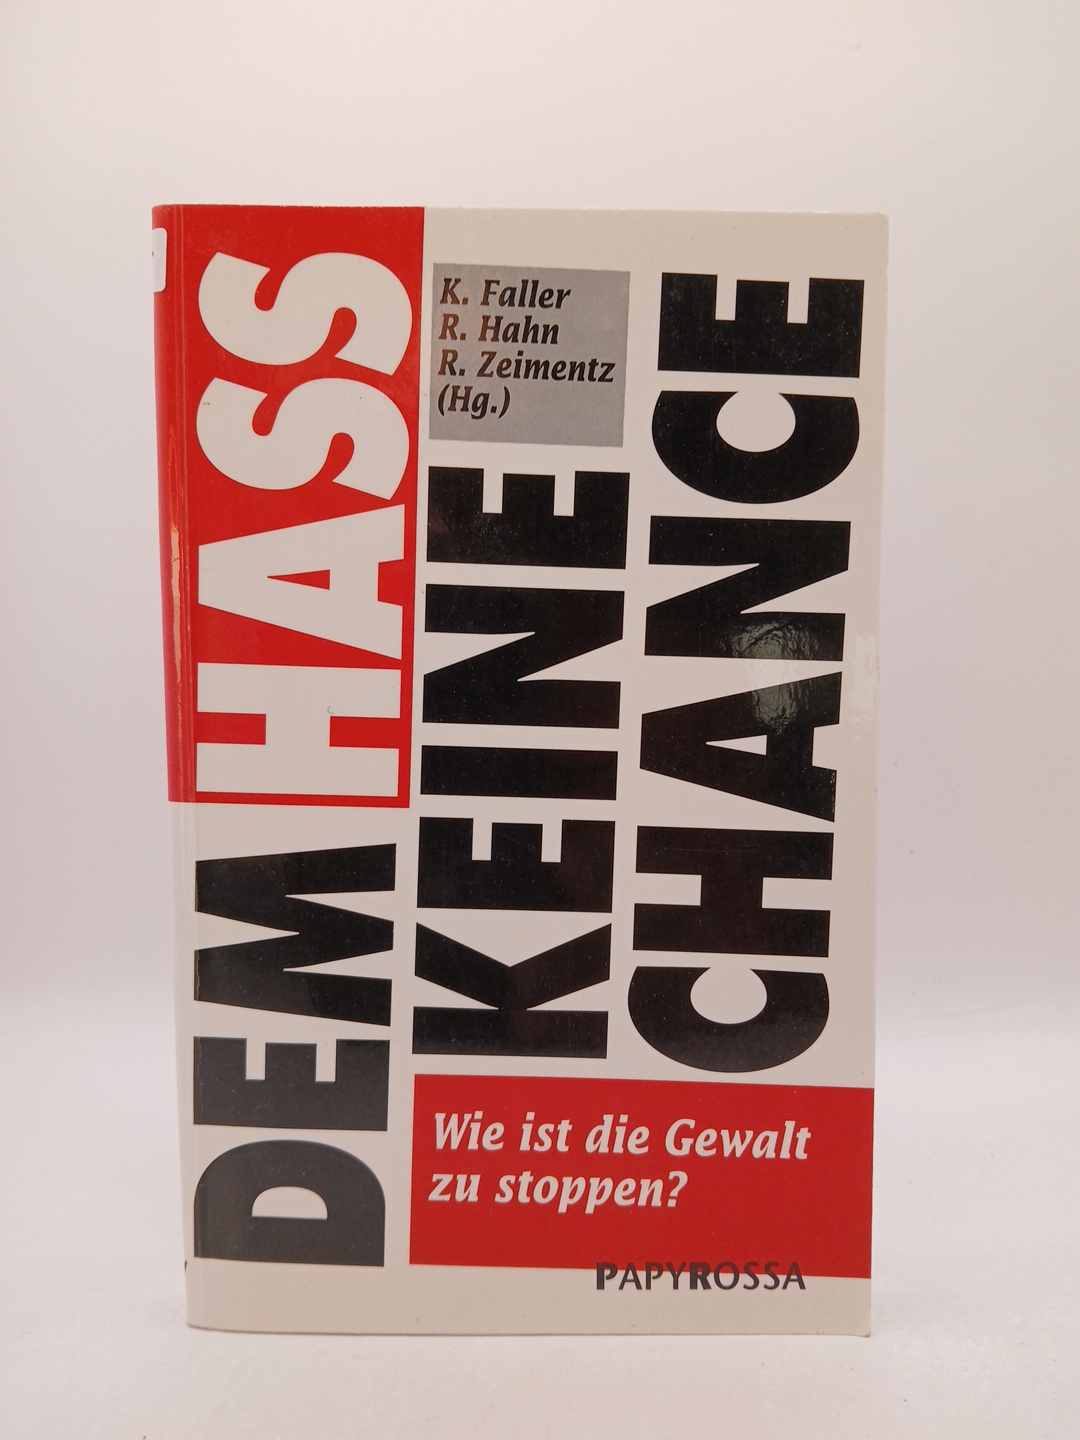 K. Faller
R. Hahn
R. Zeimentz
(Hg.)
DEM HASS
KEINE
CHANCE
Wie ist die Gewalt
zu stoppen?
PAPYROSSA